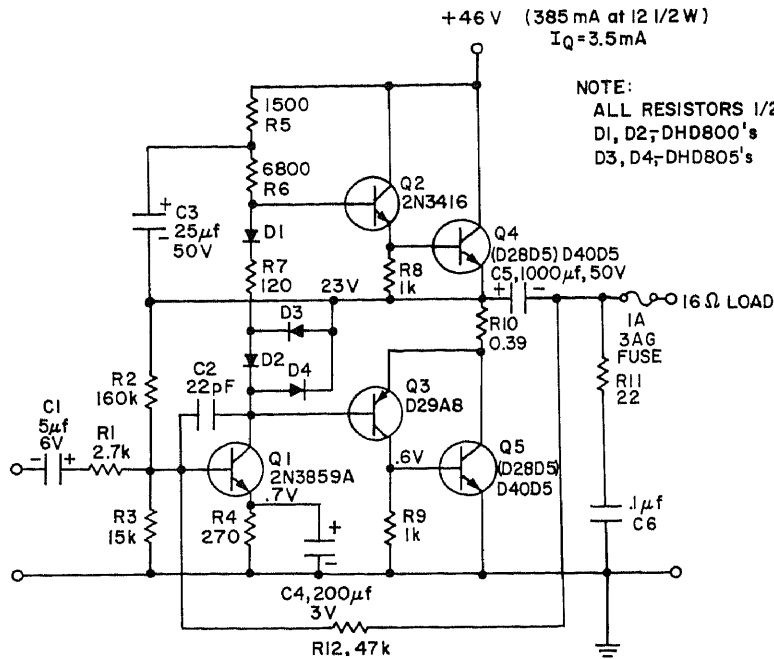 +46 V (385 mA at 12 1/2 W)
IQ=3.5mA
NOTE:
ALL RESISTORS 1/2
D1, D2,-DHD800's
D3, D4,-DHD805's
1500
R5
6800
R6
C3
25μf
50V
D1
R7
120
Q2
2N3416
Q4
(D28D5) D40D5
C5, 1000μf, 50V
R8
1k
23V
16 Ω LOAD
1A
3AG
FUSE
R10
0.39
D3
D2
D4
C2
22pF
R2
160k
Q3
D29A8
R11
22
C1
5μf
6V
R1
2.7k
Q1
2N3859A
.7V
.6V
Q5
(D28D5)
D40D5
R3
15k
R4
270
R9
1k
.1μf
C6
C4, 200μf
3V
R12, 47k
+
-
-
+
+
-
+
-